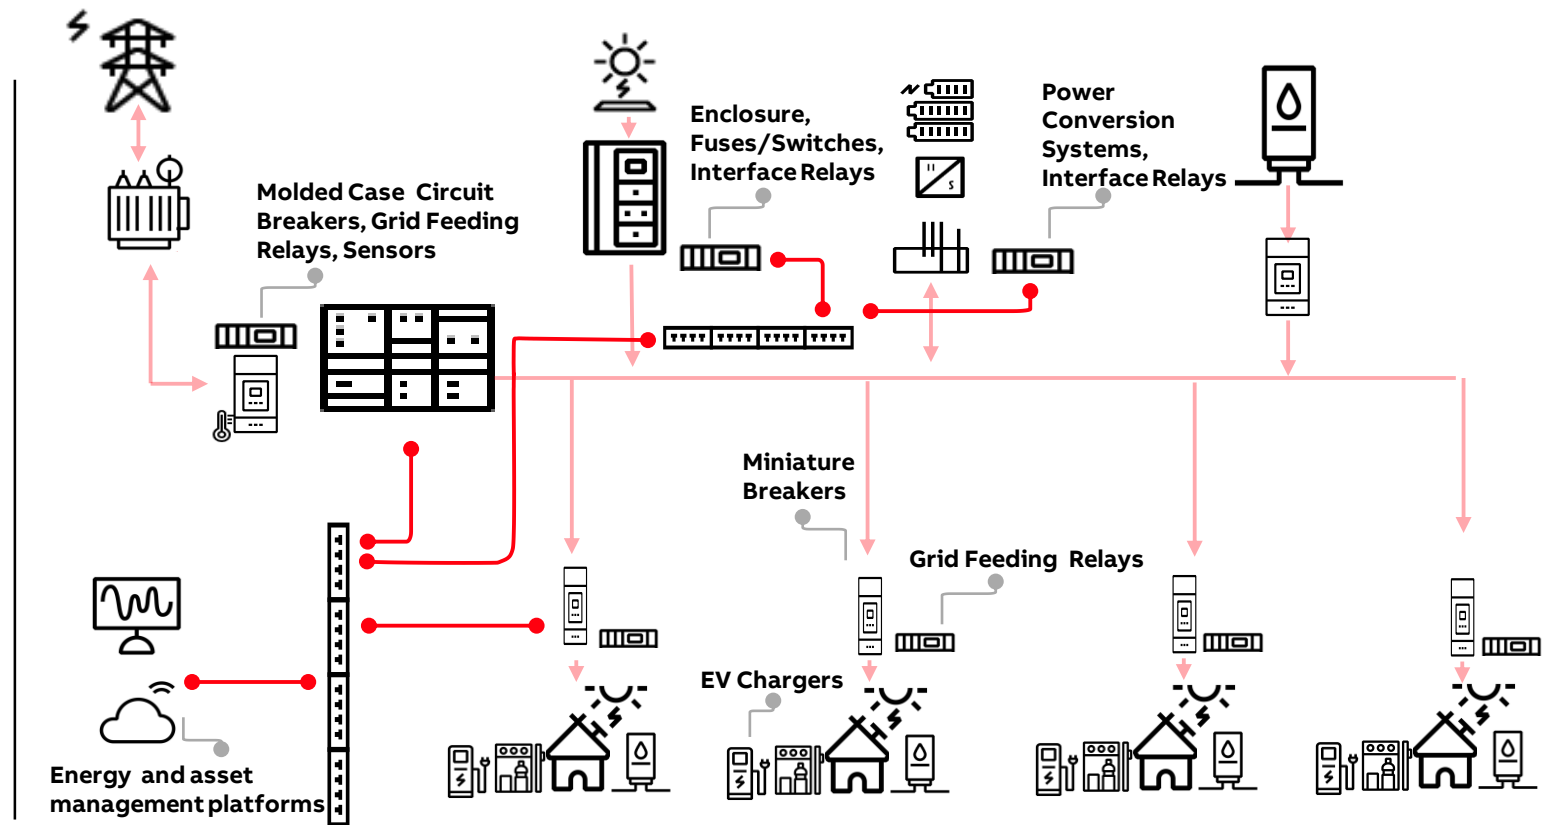 Enclosure,
Fuses/Switches,
Interface Relays
Power
Conversion
Systems,
Interface Relays
Molded Case Circuit
Breakers, Grid Feeding
Relays, Sensors
Miniature
Breakers
Grid Feeding Relays
EV Chargers
Energy and asset
management platforms